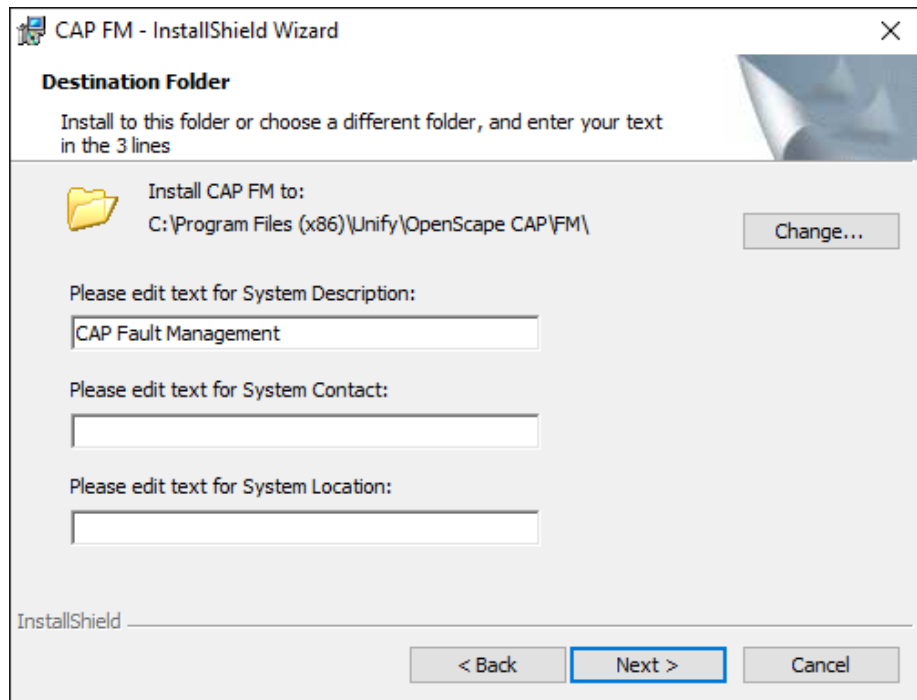 CAP FM - InstallShield Wizard
Destination Folder
Install to this folder or choose a different folder, and enter your text
in the 3 lines
Install CAP FM to:
C:\Program Files (x86)\Unify\OpenScape CAP\FM\
Change...
Please edit text for System Description:
CAP Fault Management
Please edit text for System Contact:
Please edit text for System Location:
InstallShield
< Back
Next >
Cancel